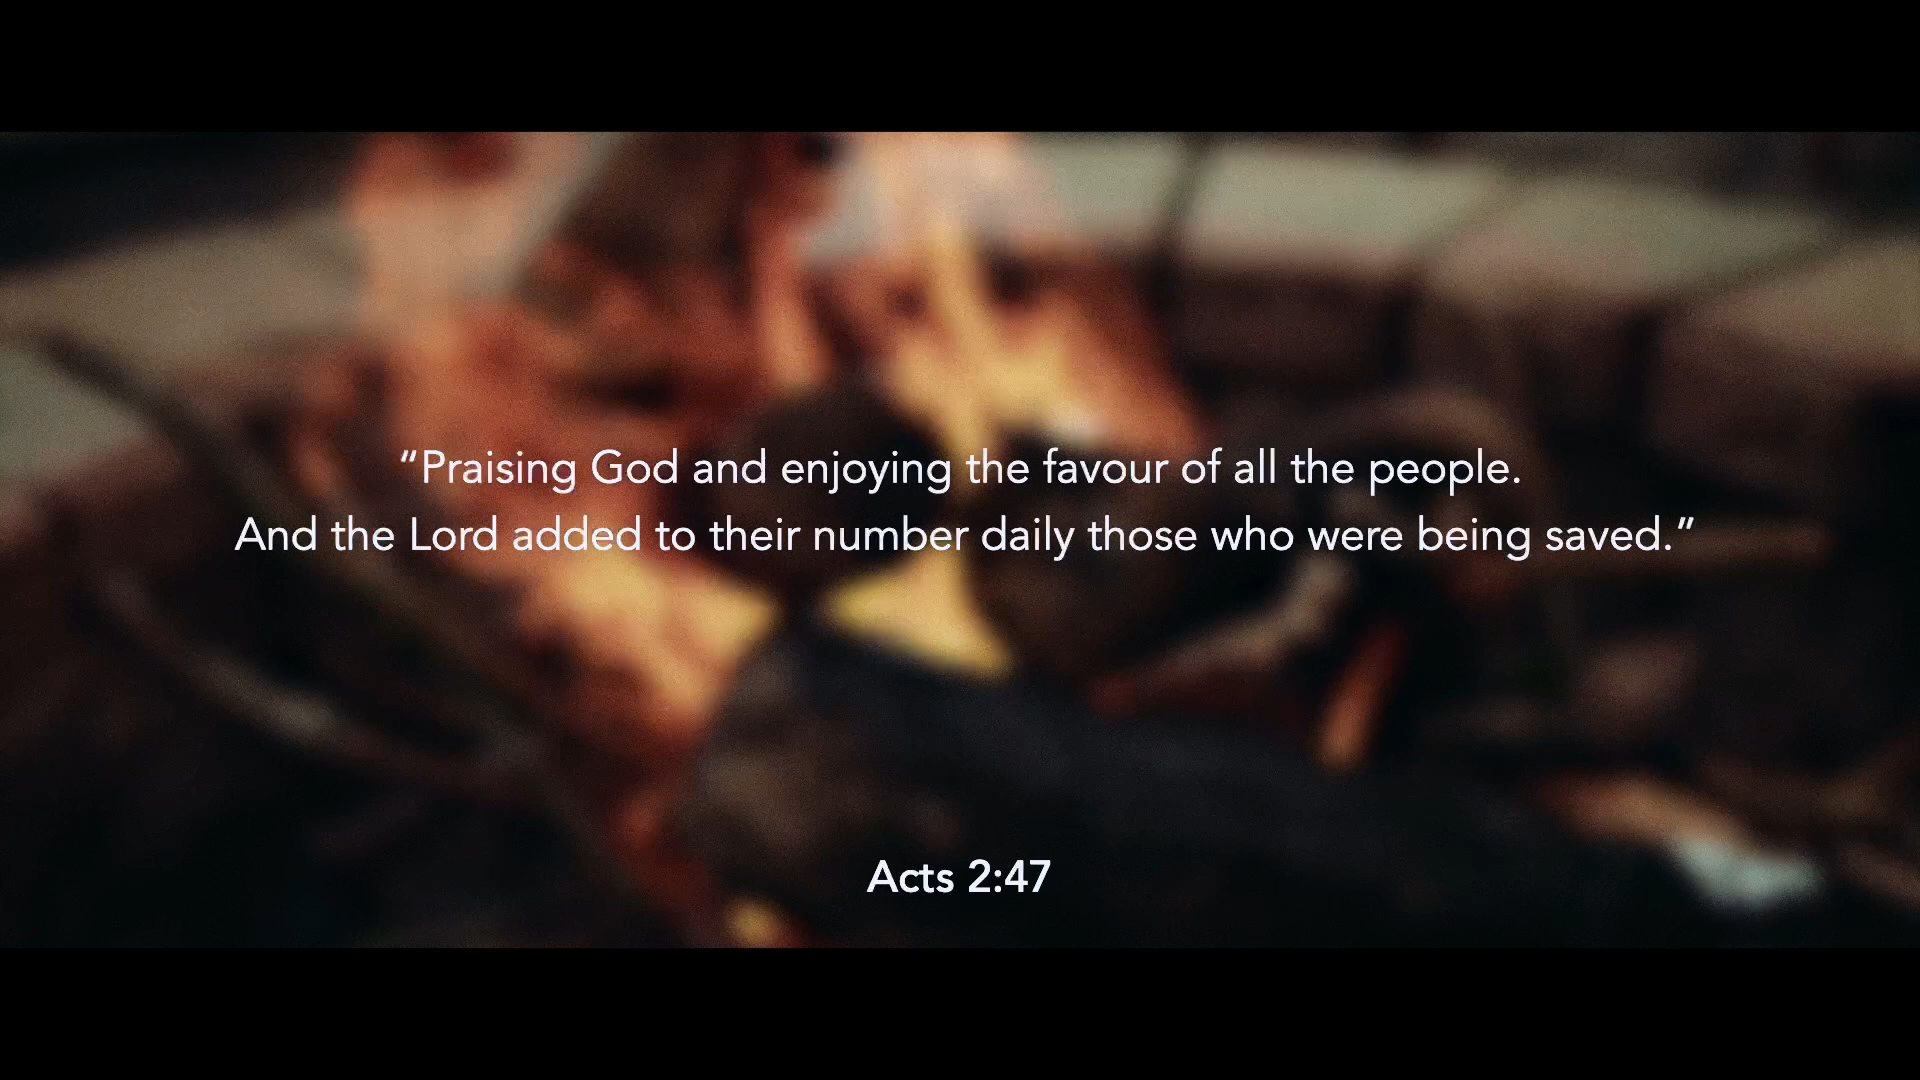 “Praising God and enjoying the favour of all the people.
And the Lord added to their number daily those who were being saved.”
Acts 2:47